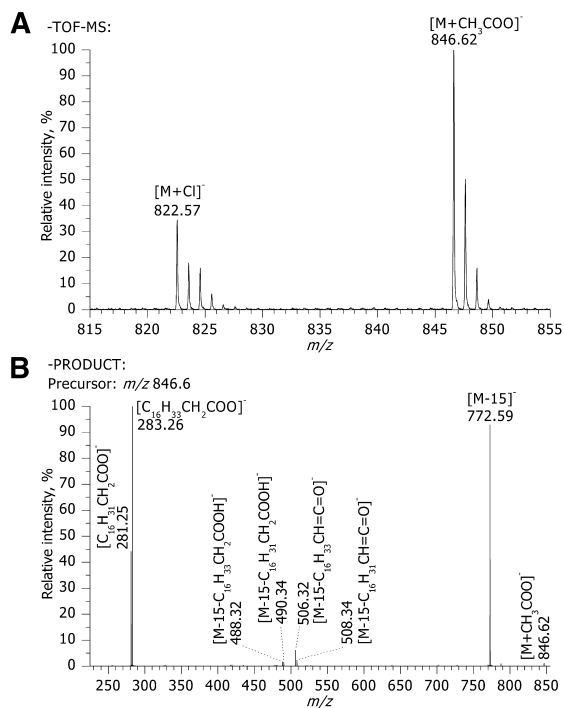 A
-TOF-MS:
[M+CH3COO]-
846.62
[M+Cl]-
822.57
Relative intensity, %
100
90
80
70
60
50
40
30
20
10
0
815 820 825 830 835 840 845 850 855
m/z
B
-PRODUCT:
Precursor: m/z 846.6
[C16H33CH2COO]-
283.26
[M-15]-
772.59
[C16H31CH2COO]-
281.25
[M-15-C16H33CH2COOH]-
488.32
[M-15-C16H31CH2COOH]-
490.34
506.32
[M-15-C16H33CH=C=O]-
508.34
[M-15-C16H31CH=C=O]-
[M+CH3COO]-
846.62
Relative intensity, %
100
90
80
70
60
50
40
30
20
10
0
250 300 350 400 450 500 550 600 650 700 750 800 850
m/z